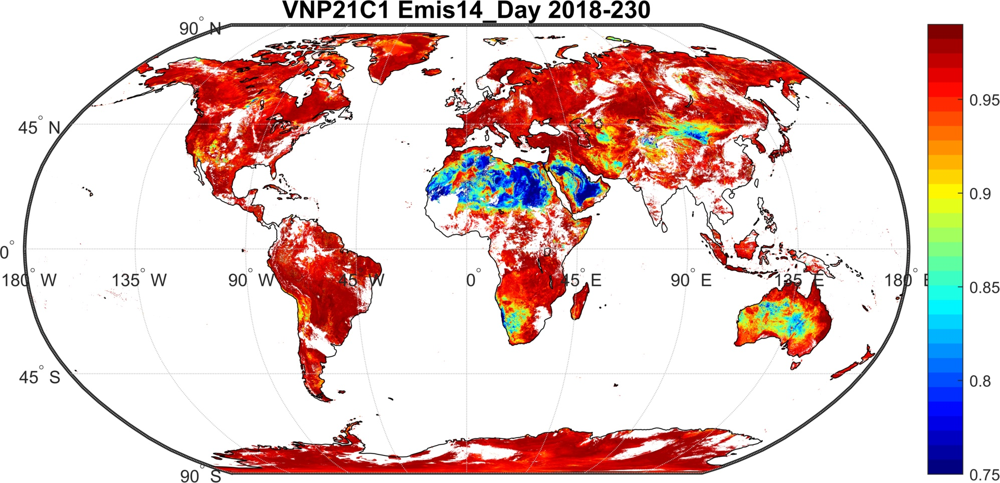 VNP21C1 Emis14_Day 2018-230
90° N
45° N
0°
180° W
135° W
90° W
45° W
0°
45° E
90° E
135° E
180° E
45° S
90° S
0.95
0.9
0.85
0.8
0.75